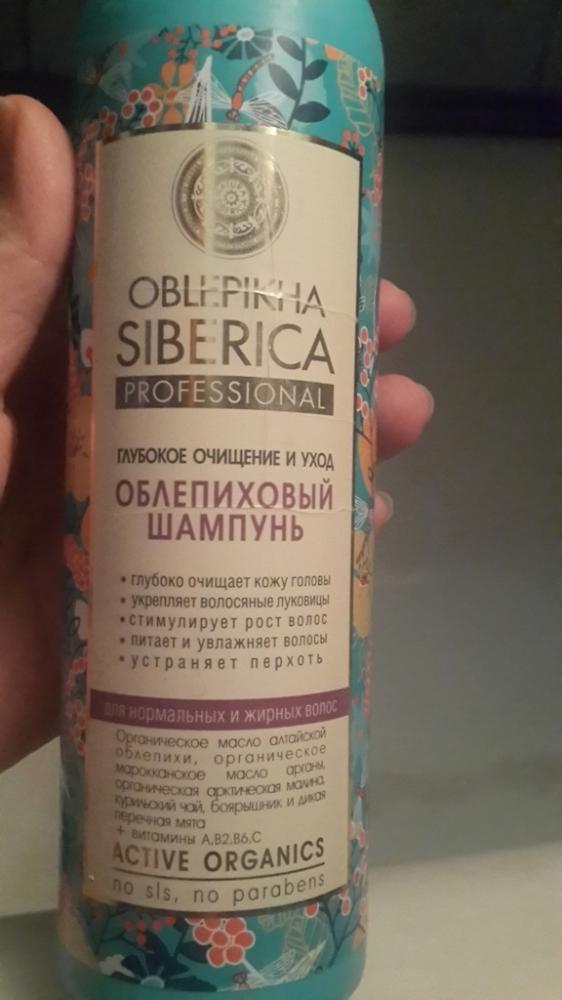 OBLEPIKHA
SIBERICA
PROFESSIONAL
ГЛУБОКОЕ ОЧИЩЕНИЕ И УХОД
ОБЛЕПИХОВЫЙ
ШАМПУНЬ
• глубоко очищает кожу головы
• укрепляет волосяные луковицы
• стимулирует рост волос
• питает и увлажняет волосы
• устраняет перхоть
для нормальных и жирных волос
Органическое масло алтайской
облепихи, органическое
марокканское масло арганы,
органическая арктическая малина,
курильский чай, боярышник и дикая
перечная мята
+ витамины A,B2,B6,C
ACTIVE ORGANICS
no sls, no parabens